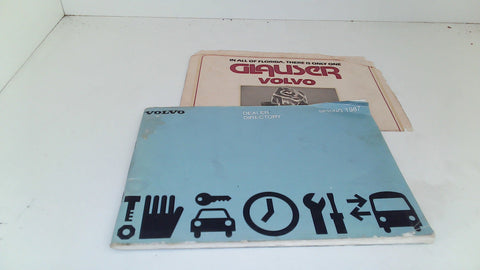 IN ALL OF FLORIDA, THERE IS ONLY ONE
GLAUSER
VOLVO
VOLVO
DEALER
DIRECTORY
1987